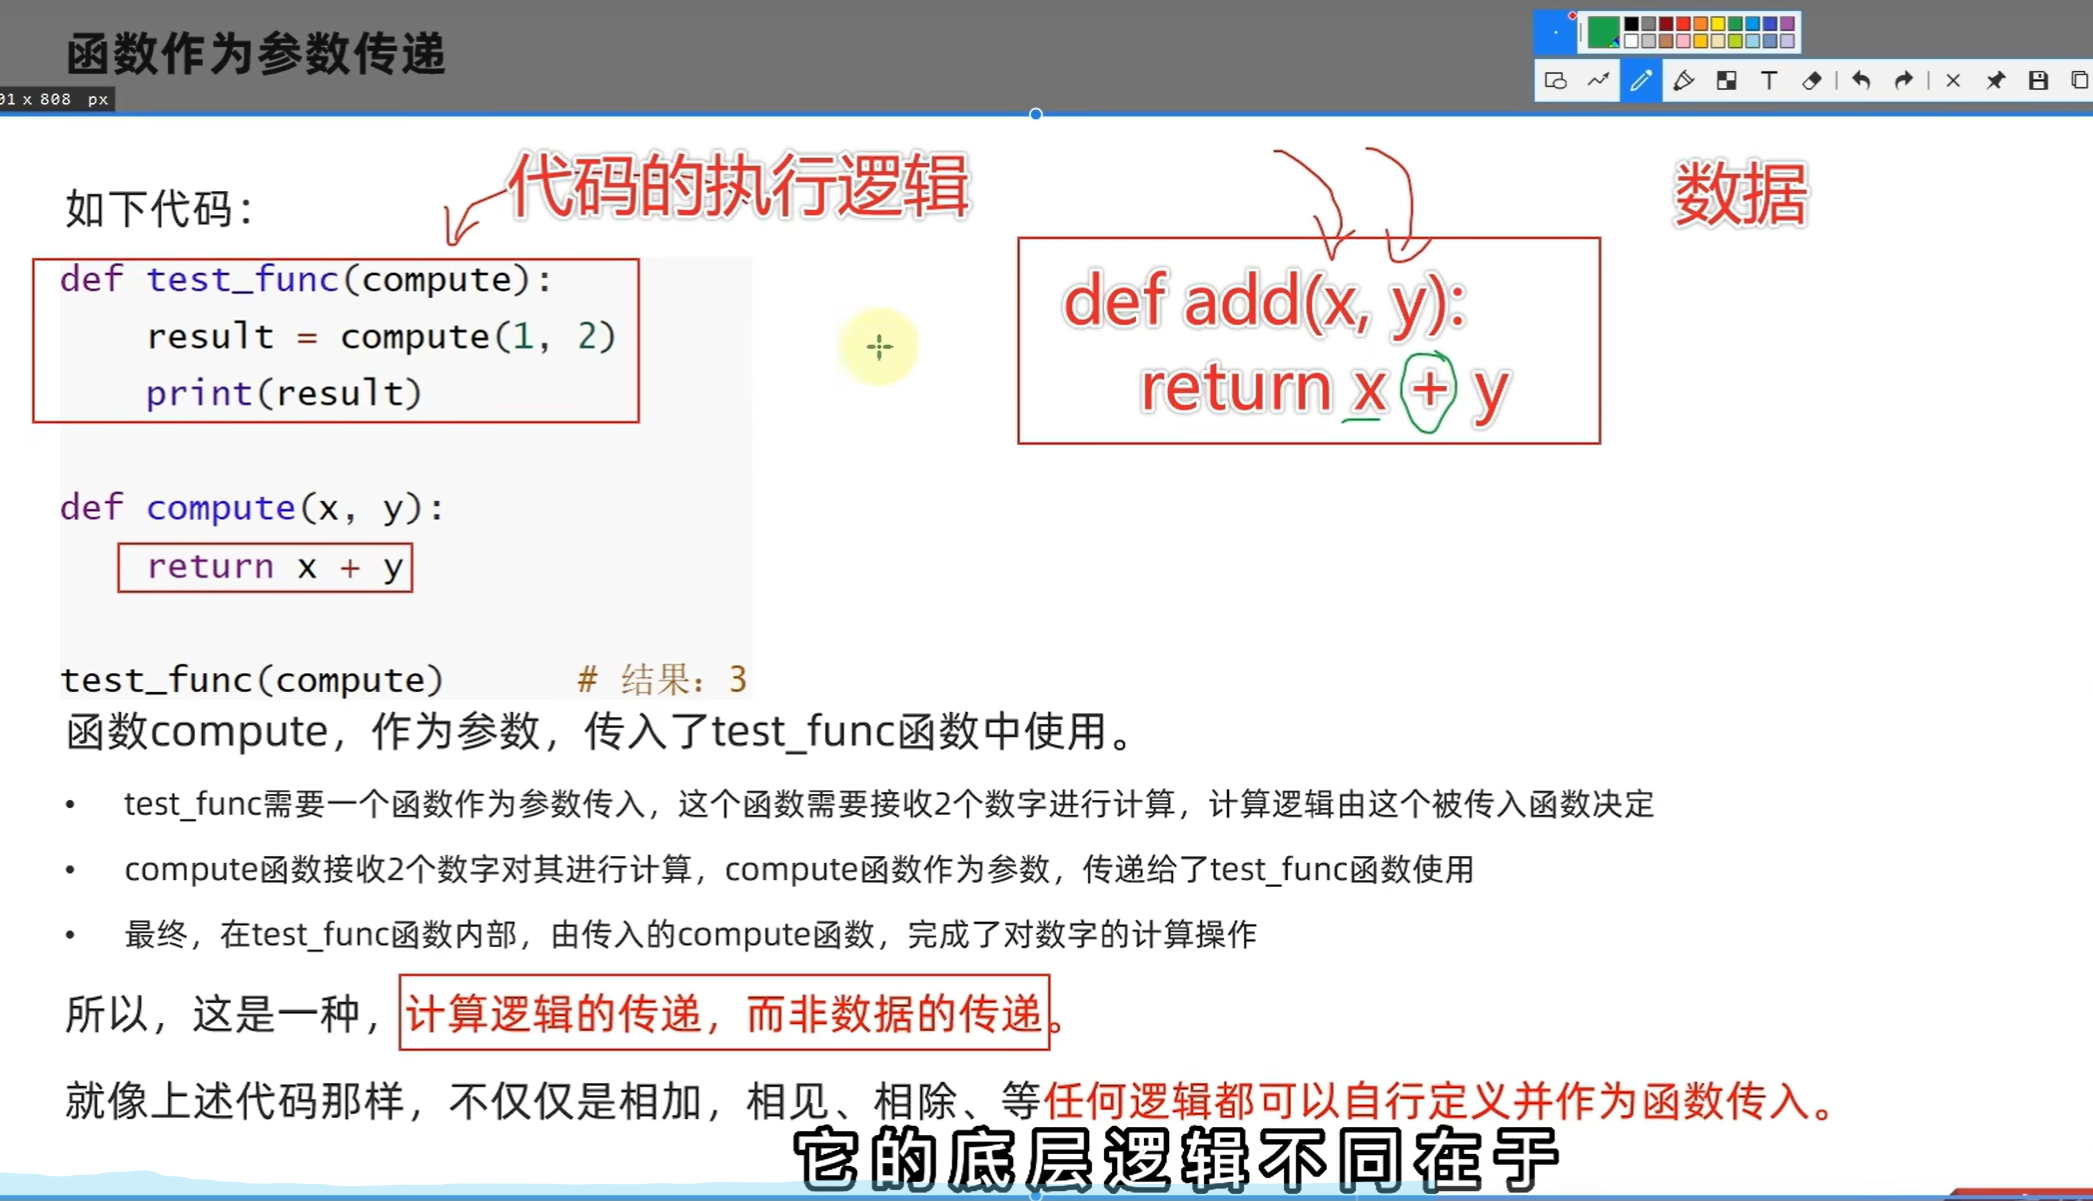 函数作为参数传递
01 x 808 px
如下代码：
代码的执行逻辑
数据
def test_func(compute):
    result = compute(1, 2)
    print(result)
def add(x, y):
    return x + y
def compute(x, y):
    return x + y
test_func(compute)      # 结果：3
函数compute，作为参数，传入了test_func函数中使用。
• test_func需要一个函数作为参数传入，这个函数需要接收2个数字进行计算，计算逻辑由这个被传入函数决定
• compute函数接收2个数字对其进行计算，compute函数作为参数，传递给了test_func函数使用
• 最终，在test_func函数内部，由传入的compute函数，完成了对数字的计算操作
所以，这是一种，计算逻辑的传递，而非数据的传递。
就像上述代码那样，不仅仅是相加，相见、相除、等任何逻辑都可以自行定义并作为函数传入。
它的底层逻辑不同在于